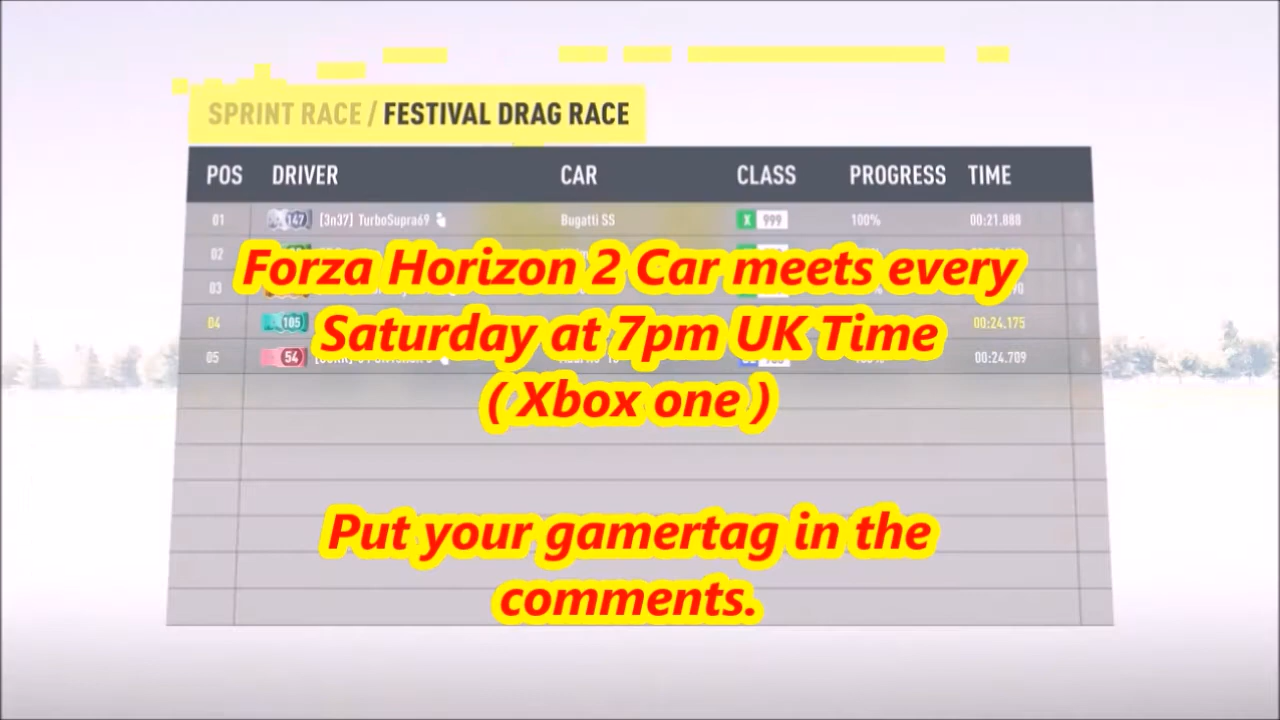 SPRINT RACE / FESTIVAL DRAG RACE
POS DRIVER CAR CLASS PROGRESS TIME
01 147 [3n37] TurboSupra69 Bugatti SS X 999 100% 00:21.888
02
Forza Horizon 2 Car meets every
03
04 105 00:24.175
Saturday at 7pm UK Time
05 54 00:24.709
( Xbox one )
Put your gamertag in the
comments.